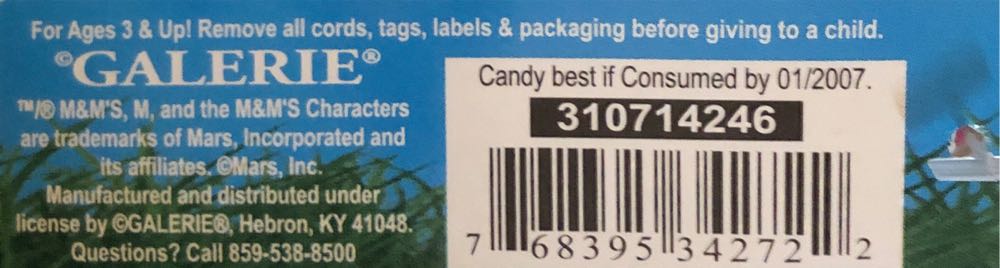 For Ages 3 & Up! Remove all cords, tags, labels & packaging before giving to a child.
©GALERIE®
™/® M&M'S, M, and the M&M'S Characters
are trademarks of Mars, Incorporated and
its affiliates. ©Mars, Inc.
Manufactured and distributed under
license by ©GALERIE®, Hebron, KY 41048.
Questions? Call 859-538-8500
Candy best if Consumed by 01/2007.
310714246
7 68395 34272 2